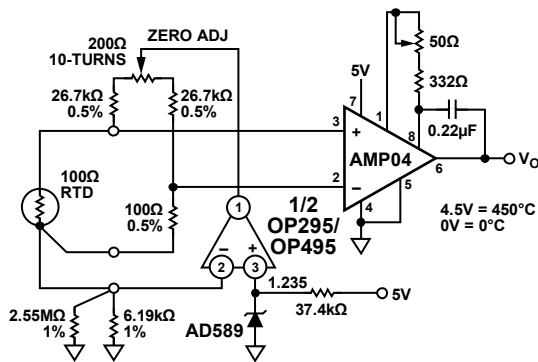 200Ω
10-TURNS
ZERO ADJ
26.7kΩ
0.5%
26.7kΩ
0.5%
50Ω
332Ω
5V
7
1
8
0.22µF
3
+
AMP04
6
V_O
2
–
4
5
4.5V = 450°C
0V = 0°C
100Ω
RTD
100Ω
0.5%
1
1/2
OP295/
OP495
–
+
2
3
1.235
37.4kΩ
5V
AD589
2.55MΩ
1%
6.19kΩ
1%